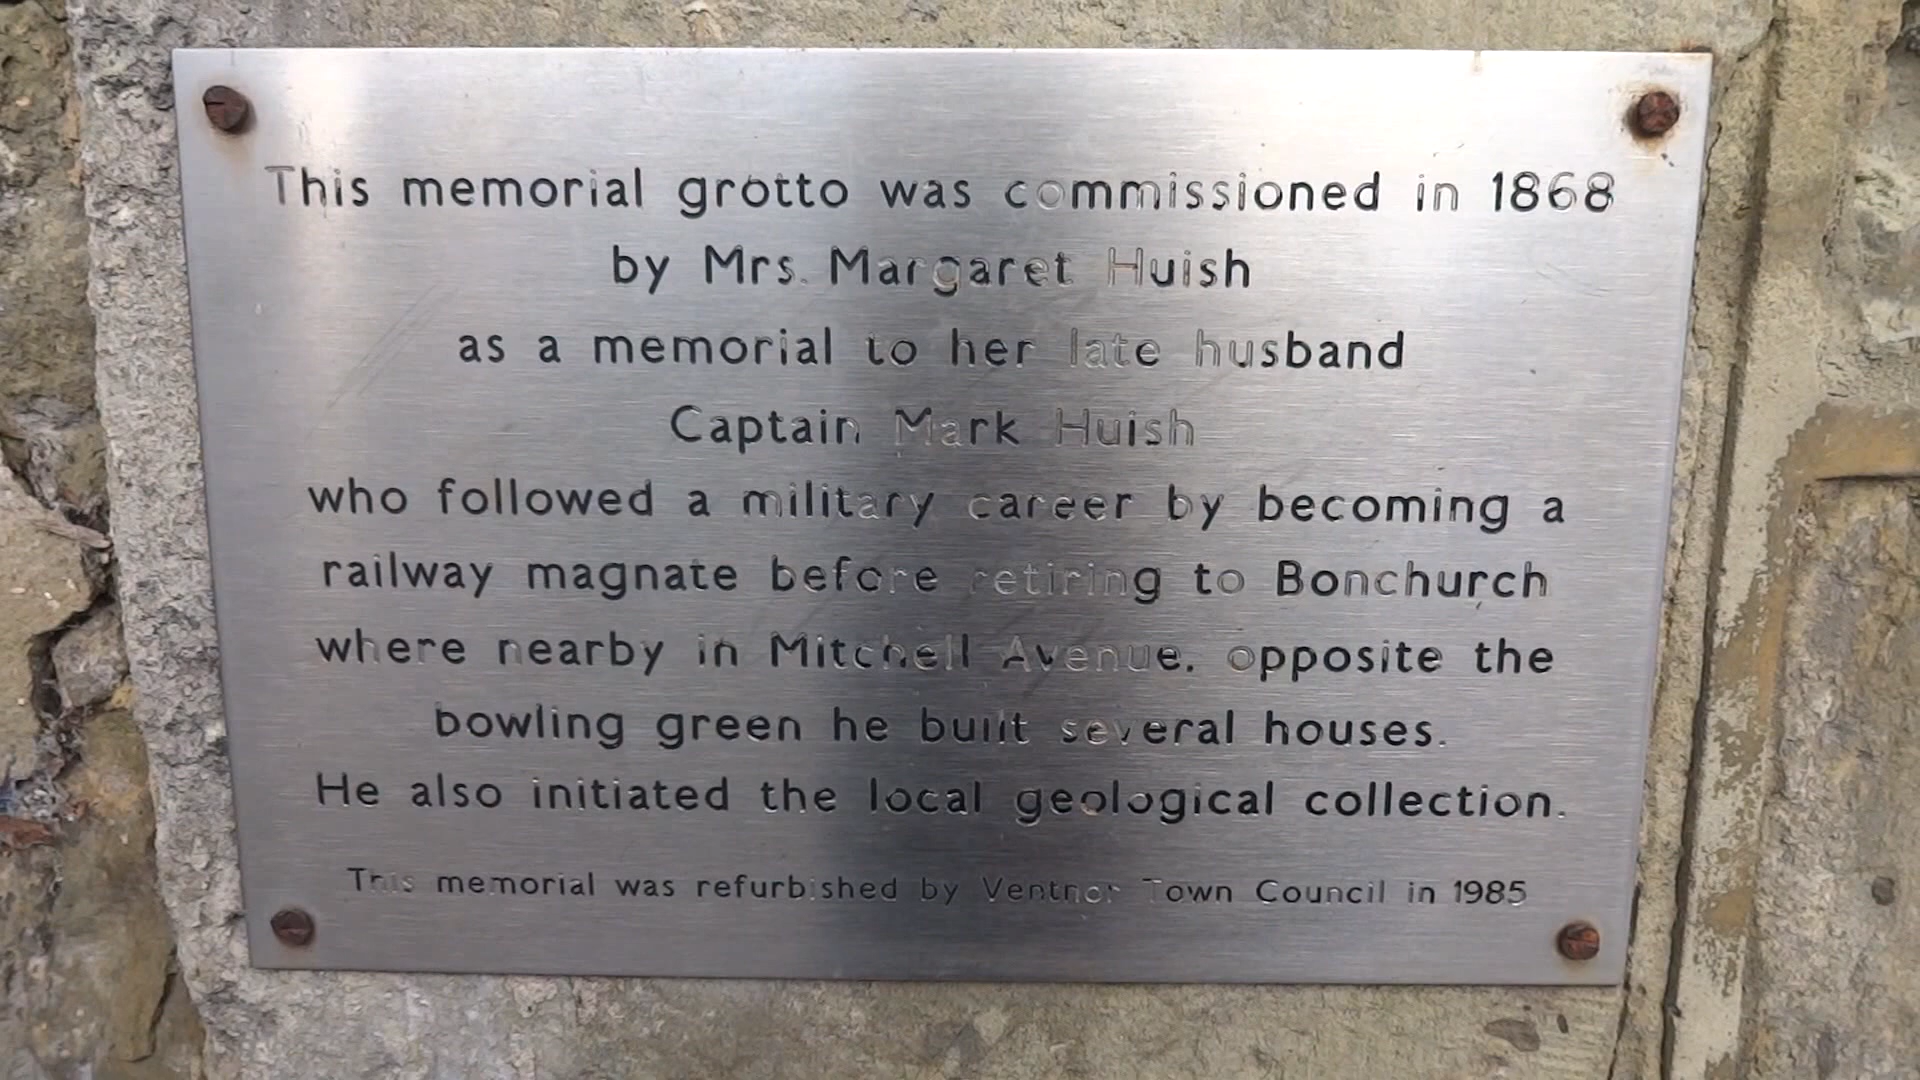 This memorial grotto was commissioned in 1868
by Mrs. Margaret Huish
as a memorial to her late husband
Captain Mark Huish
who followed a military career by becoming a
railway magnate before retiring to Bonchurch
where nearby in Mitchell Avenue, opposite the
bowling green he built several houses.
He also initiated the local geological collection.
This memorial was refurbished by Ventnor Town Council in 1985